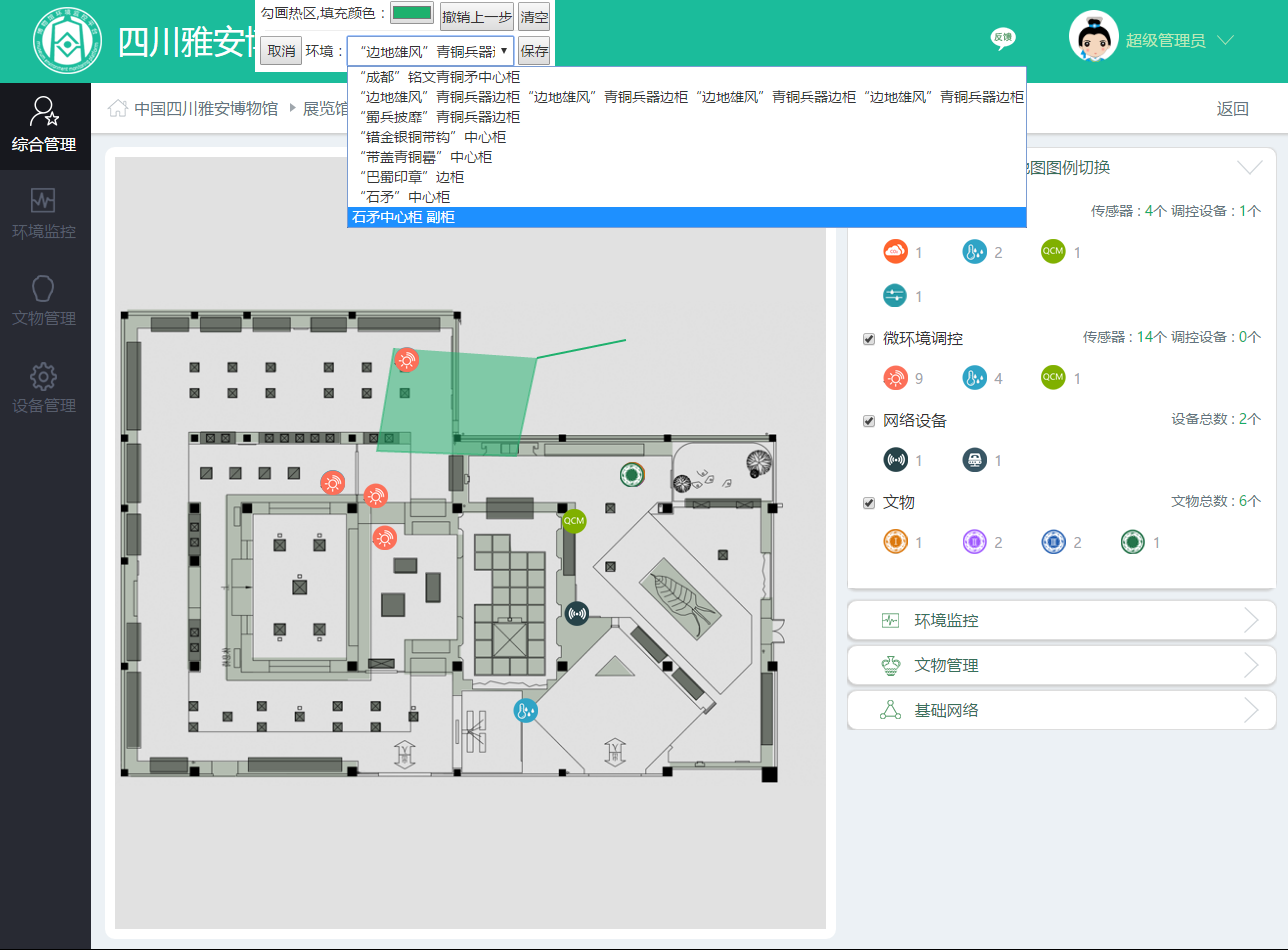 四川雅安博
勾画热区,填充颜色：
撤销上一步
清空
取消
环境：
“边地雄风”青铜兵器
保存
“成都”铭文青铜矛中心柜
“边地雄风”青铜兵器边柜“边地雄风”青铜兵器边柜“边地雄风”青铜兵器边柜“边地雄风”青铜兵器边柜
“蜀兵披靡”青铜兵器边柜
“错金银铜带钩”中心柜
“带盖青铜罍”中心柜
“巴蜀印章”边柜
“石矛”中心柜
石矛中心柜 副柜
反馈
超级管理员
综合管理
环境监控
文物管理
设备管理
中国四川雅安博物馆
展览馆
返回
地图图例切换
传感器 : 4个 调控设备 : 1个
1
2
QCM
1
1
微环境调控
传感器 : 14个 调控设备 : 0个
9
4
QCM
1
网络设备
设备总数 : 2个
1
1
文物
文物总数 : 6个
1
2
2
1
环境监控
文物管理
基础网络
QCM